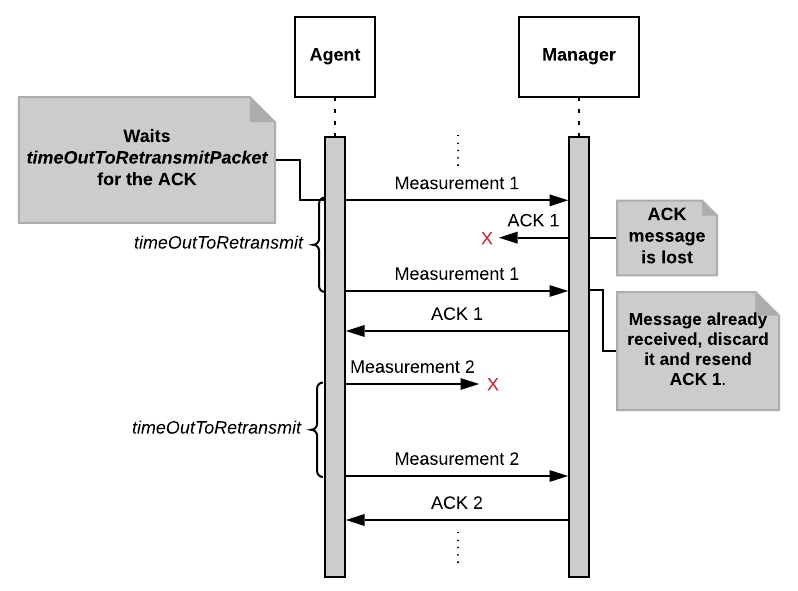 Agent
Manager
Waits
timeOutToRetransmitPacket
for the ACK
Measurement 1
timeOutToRetransmit
X
ACK 1
ACK
message
is lost
Measurement 1
ACK 1
Message already
received, discard
it and resend
ACK 1.
Measurement 2
X
timeOutToRetransmit
Measurement 2
ACK 2